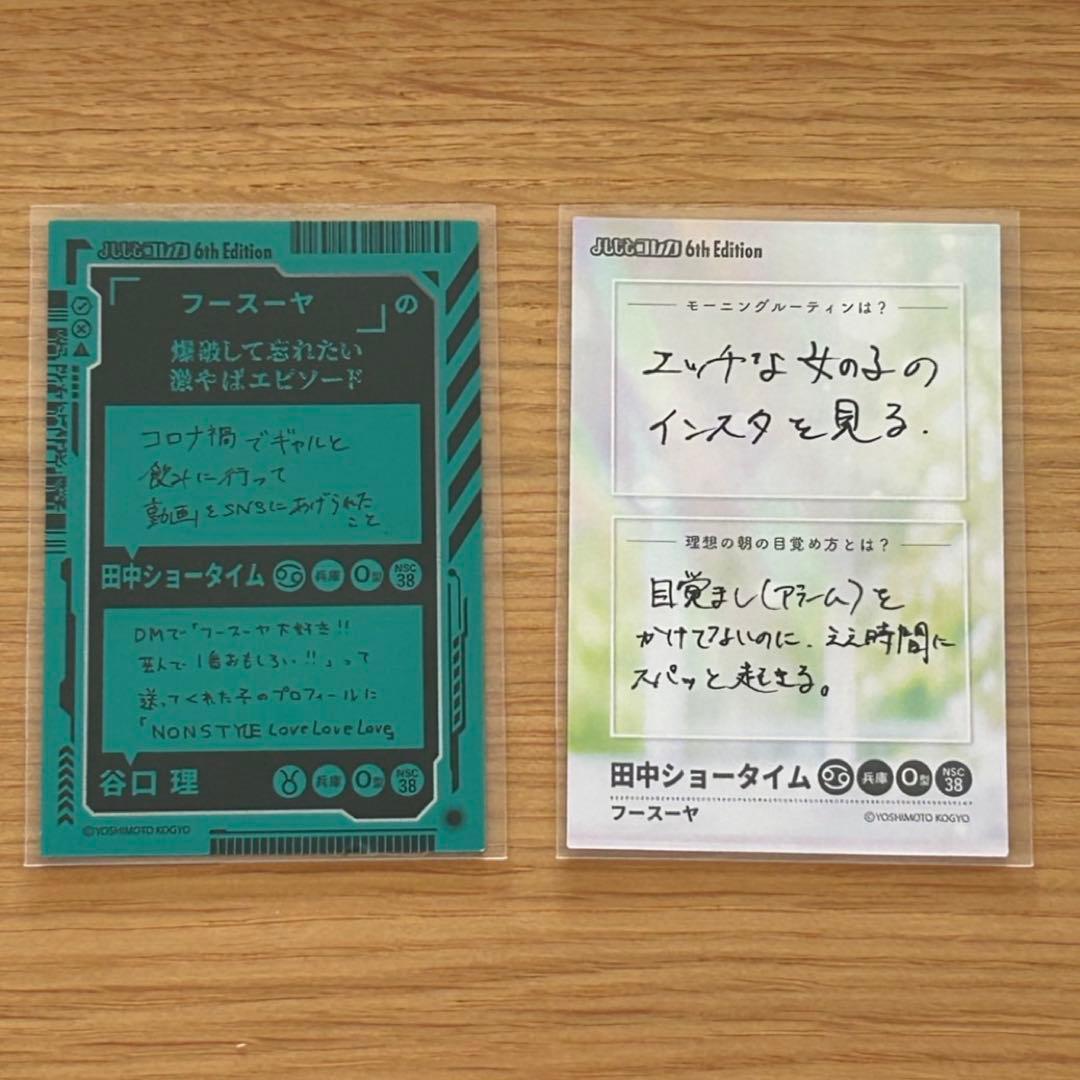 よしもとコレカ 6th Edition
「フースーヤ」の
爆破して忘れたい
激やばエピソード
コロナ禍でギャルと
飲みに行って
動画をSNSにあげられた
こと
田中ショータイム 兵庫 O型 NSC 38
DMで「フースーヤ大好き!!
芸人で1番おもしろい!!」って
送ってくれた子のプロフィールに
「NONSTYLE LoveLoveLove
谷口 理 兵庫 O型 NSC 38
©YOSHIMOTO KOGYO
よしもとコレカ 6th Edition
モーニングルーティンは?
エッチな女の子の
インスタを見る.
理想の朝の目覚め方とは?
目覚まし(アラーム)を
かけてないのに、ええ時間に
スパッと起きる。
田中ショータイム 兵庫 O型 NSC 38
フースーヤ
©YOSHIMOTO KOGYO